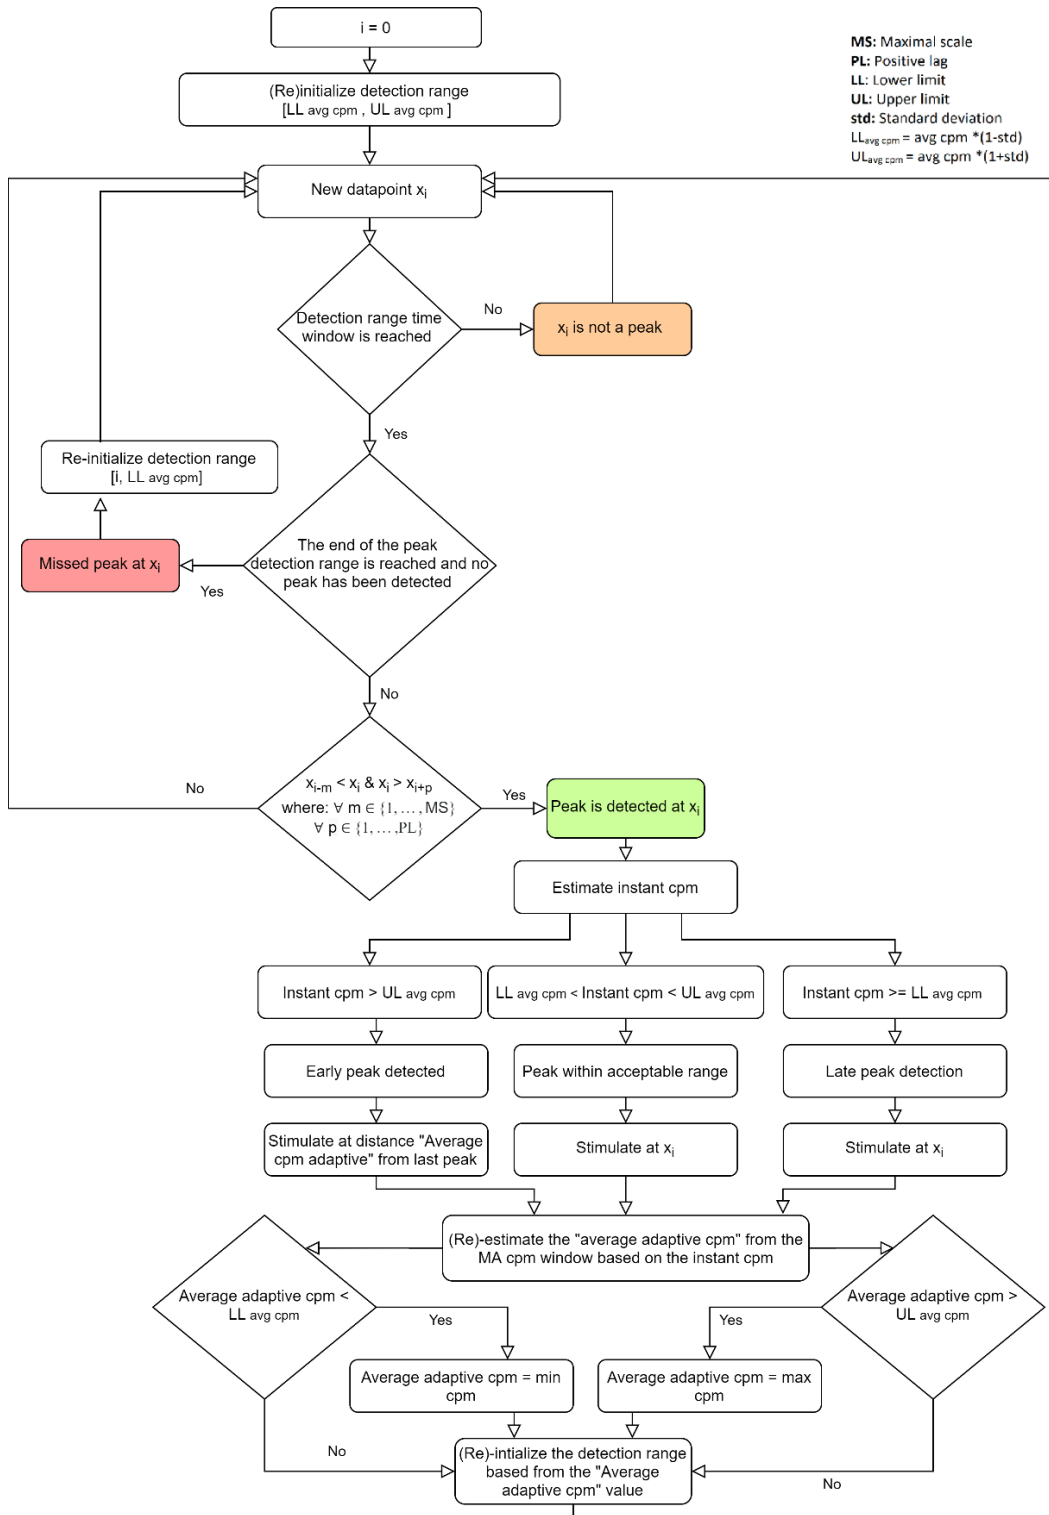 i = 0
MS: Maximal scale
PL: Positive lag
LL: Lower limit
UL: Upper limit
std: Standard deviation
LLavg cpm = avg cpm *(1-std)
ULavg cpm = avg cpm *(1+std)
(Re)initialize detection range
[LL avg cpm , UL avg cpm ]
New datapoint xi
Detection range time
window is reached
No
xi is not a peak
Yes
Re-initialize detection range
[i, LL avg cpm]
The end of the peak
detection range is reached and no
peak has been detected
Missed peak at xi
Yes
No
xi-m < xi & xi > xi+p
where: ∀ m ∈ {1, … ,MS}
∀ p ∈ {1, … ,PL}
No
Yes
Peak is detected at xi
Estimate instant cpm
Instant cpm > UL avg cpm
LL avg cpm < Instant cpm < UL avg cpm
Instant cpm >= LL avg cpm
Early peak detected
Peak within acceptable range
Late peak detection
Stimulate at distance "Average
cpm adaptive" from last peak
Stimulate at xi
Stimulate at xi
(Re)-estimate the "average adaptive cpm" from the
MA cpm window based on the instant cpm
Average adaptive cpm <
LL avg cpm
Average adaptive cpm >
UL avg cpm
Yes
Yes
Average adaptive cpm = min
cpm
Average adaptive cpm = max
cpm
No
No
(Re)-intialize the detection range
based from the "Average
adaptive cpm" value